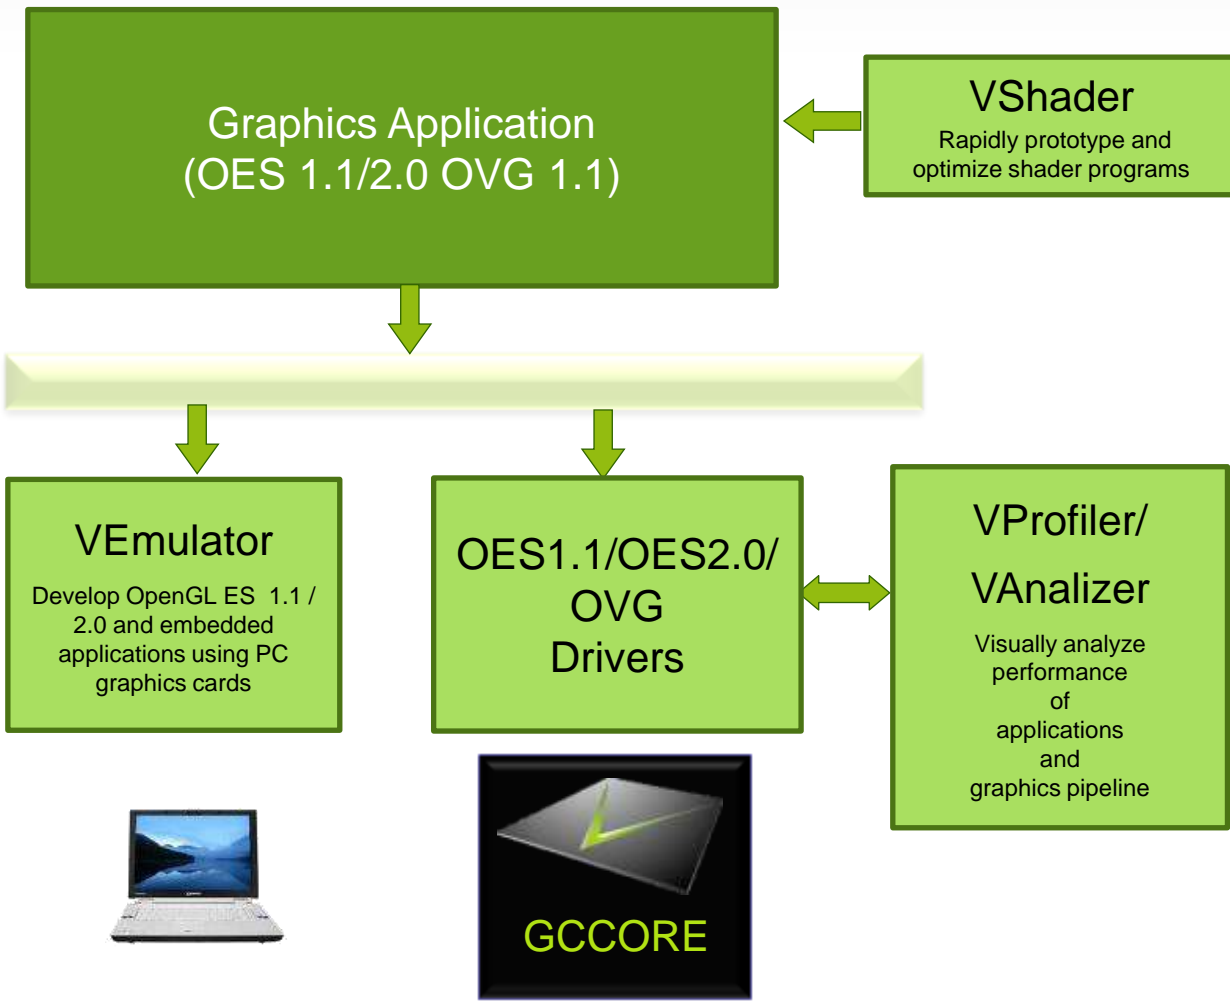 Graphics Application
(OES 1.1/2.0 OVG 1.1)
VShader
Rapidly prototype and
optimize shader programs
VEmulator
Develop OpenGL ES 1.1 /
2.0 and embedded
applications using PC
graphics cards
OES1.1/OES2.0/
OVG
Drivers
VProfiler/
VAnalizer
Visually analyze
performance
of
applications
and
graphics pipeline
GCCORE